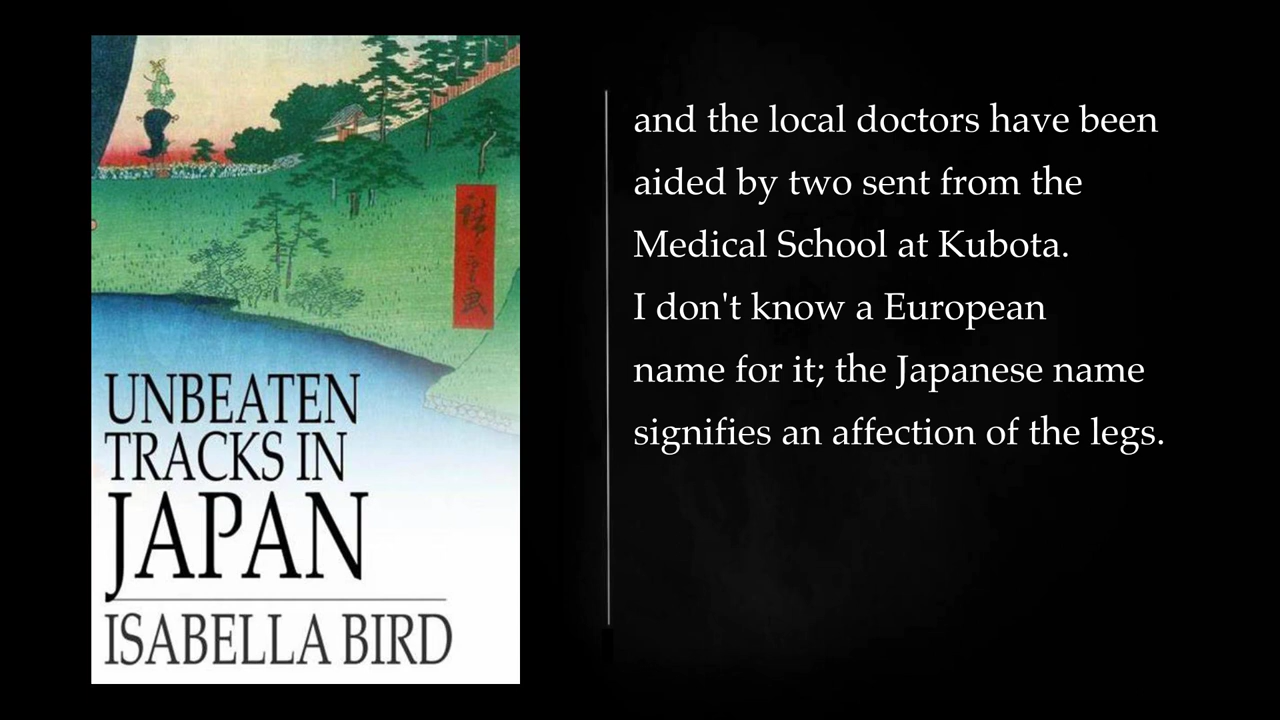 UNBEATEN
TRACKS IN
JAPAN
ISABELLA BIRD
and the local doctors have been
aided by two sent from the
Medical School at Kubota.
I don't know a European
name for it; the Japanese name
signifies an affection of the legs.